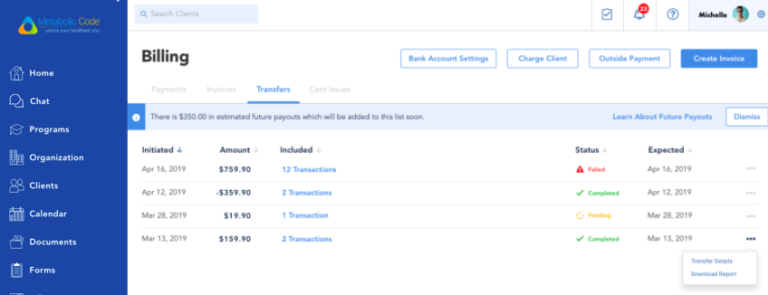 Metabolic Code®
unlock your healthiest you
Home
Chat
Programs
Organization
Clients
Calendar
Documents
Forms
Search Clients
22
Michelle
Billing
Bank Account Settings
Charge Client
Outside Payment
Create Invoice
Payments Invoices Transfers Card Issues
There is $350.00 in estimated future payouts which will be added to this list soon. Learn About Future Payouts Dismiss
Initiated Amount Included Status Expected
Apr 16, 2019 $759.90 12 Transactions Failed Apr 16, 2019
Apr 12, 2019 -$359.90 2 Transactions Completed Apr 12, 2019
Mar 28, 2019 $19.90 1 Transaction Pending Mar 28, 2019
Mar 13, 2019 $159.90 2 Transactions Completed Mar 13, 2019
Transfer Details
Download Report